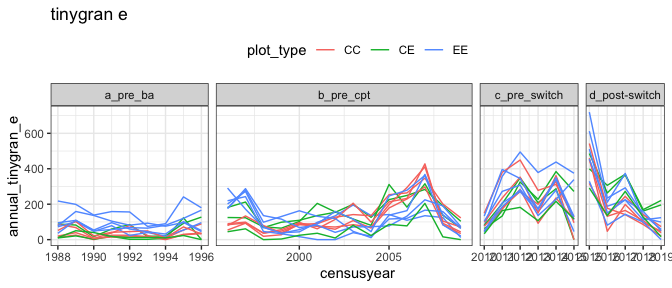 tinygran e
plot_type CC CE EE
a_pre_ba b_pre_cpt c_pre_switch d_post-switch
annual_tinygran_e
600
400
200
0
1988 1990 1992 1994 1996 2000 2005
censusyear